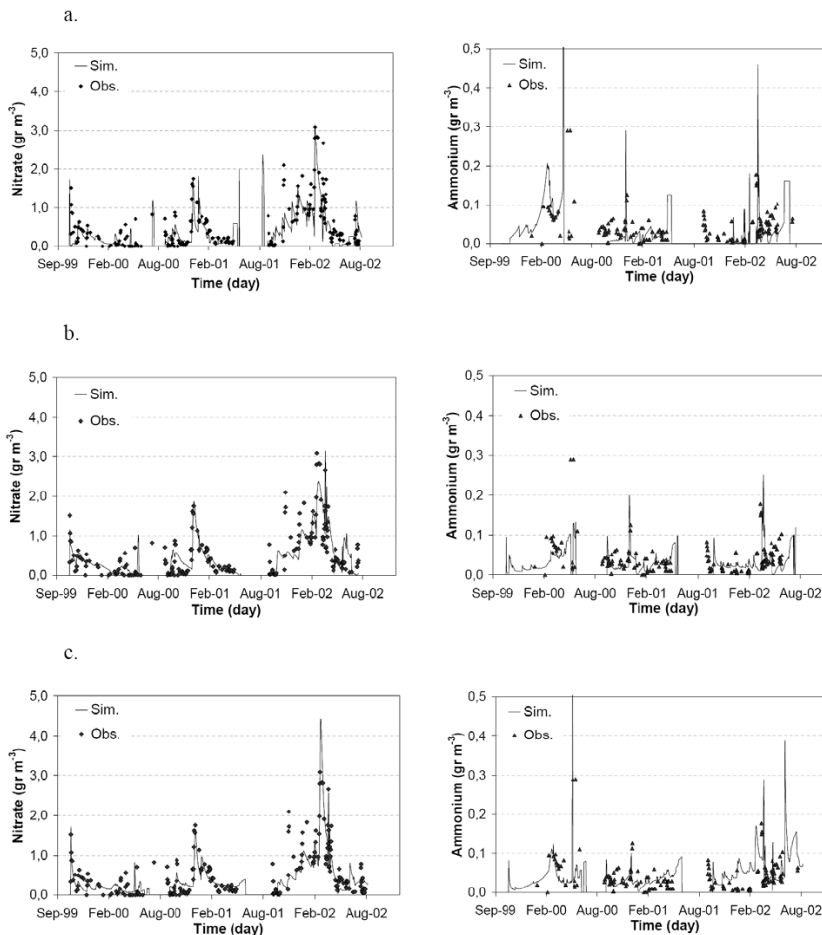 a.
5,0
4,0
3,0
2,0
1,0
0,0
Nitrate (gr m-3)
Sim.
Obs.
Sep-99 Feb-00 Aug-00 Feb-01 Aug-01 Feb-02 Aug-02
Time (day)
0,5
0,4
0,3
0,2
0,1
0,0
Ammonium (gr m-3)
Sim.
Obs.
Sep-99 Feb-00 Aug-00 Feb-01 Aug-01 Feb-02 Aug-02
Time (day)
b.
5,0
4,0
3,0
2,0
1,0
0,0
Nitrate (gr m-3)
Sim.
Obs.
Sep-99 Feb-00 Aug-00 Feb-01 Aug-01 Feb-02 Aug-02
Time (day)
0,5
0,4
0,3
0,2
0,1
0,0
Ammonium (gr m-3)
Sim.
Obs.
Sep-99 Feb-00 Aug-00 Feb-01 Aug-01 Feb-02 Aug-02
Time (day)
c.
5,0
4,0
3,0
2,0
1,0
0,0
Nitrate (gr m-3)
Sim.
Obs.
Sep-99 Feb-00 Aug-00 Feb-01 Aug-01 Feb-02 Aug-02
Time (day)
0,5
0,4
0,3
0,2
0,1
0,0
Ammonium (gr m-3)
Sim.
Obs.
Sep-99 Feb-00 Aug-00 Feb-01 Aug-01 Feb-02 Aug-02
Time (day)